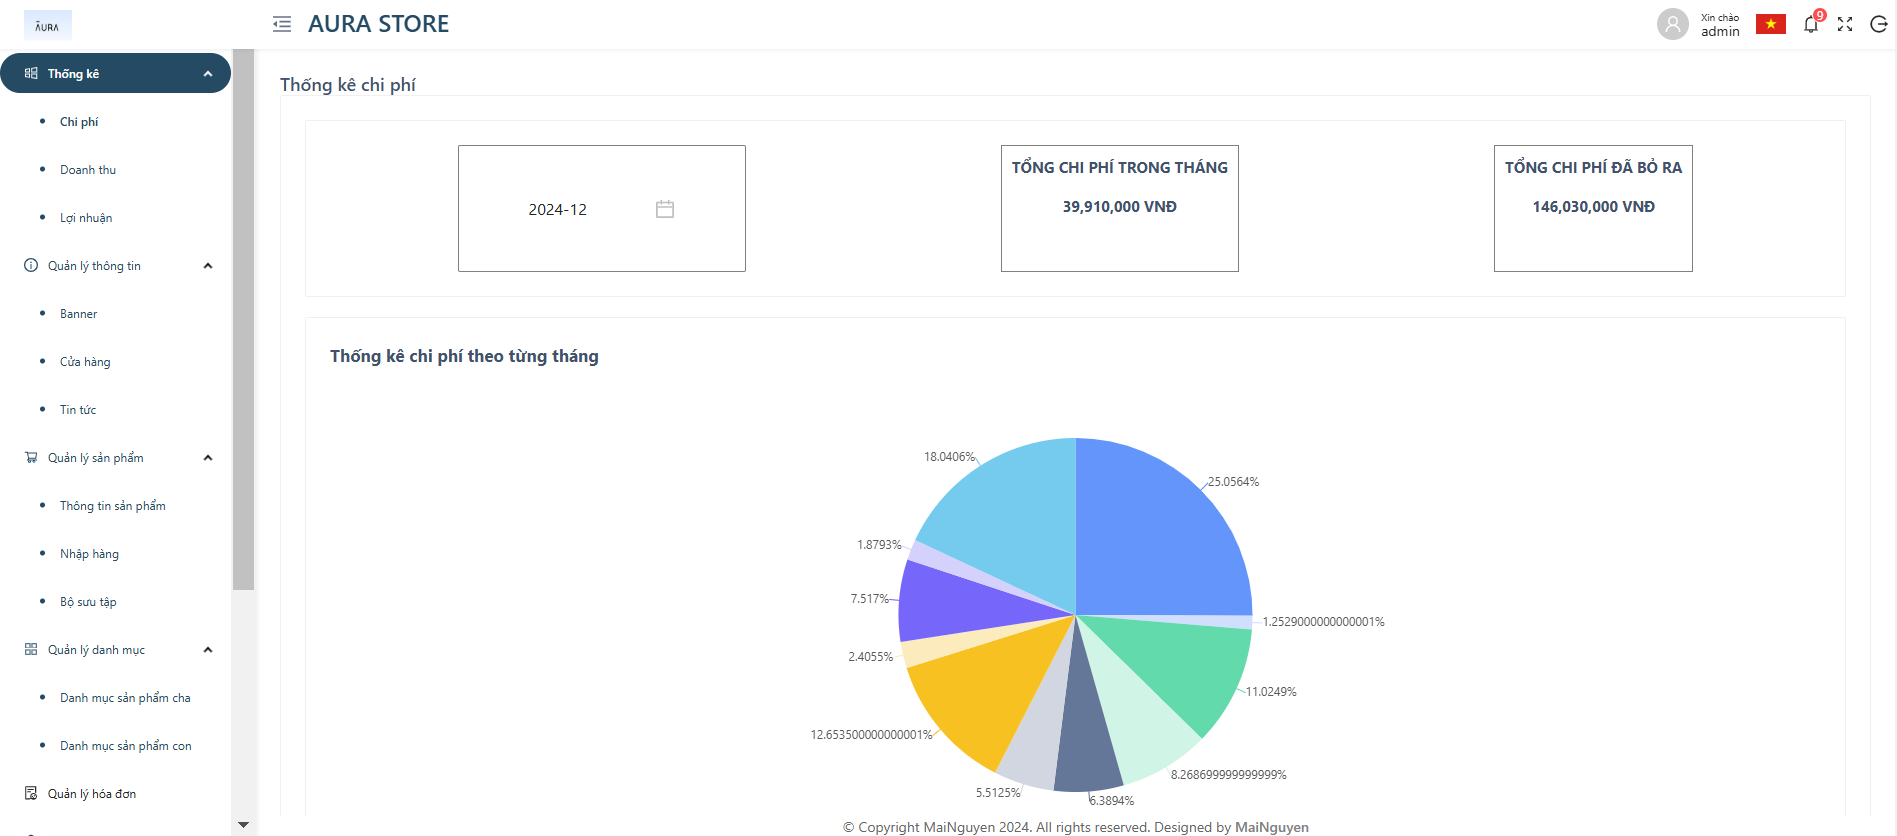 AURA
AURA STORE
Xin chào
admin
9
Thống kê
Chi phí
Doanh thu
Lợi nhuận
Quản lý thông tin
Banner
Cửa hàng
Tin tức
Quản lý sản phẩm
Thông tin sản phẩm
Nhập hàng
Bộ sưu tập
Quản lý danh mục
Danh mục sản phẩm cha
Danh mục sản phẩm con
Quản lý hóa đơn
Thống kê chi phí
2024-12
TỔNG CHI PHÍ TRONG THÁNG
39,910,000 VNĐ
TỔNG CHI PHÍ ĐÃ BỎ RA
146,030,000 VNĐ
Thống kê chi phí theo từng tháng
18.0406%
25.0564%
1.8793%
7.517%
1.2529000000000001%
2.4055%
11.0249%
12.653500000000001%
8.268699999999999%
5.5125%
6.3894%
© Copyright MaiNguyen 2024. All rights reserved. Designed by MaiNguyen